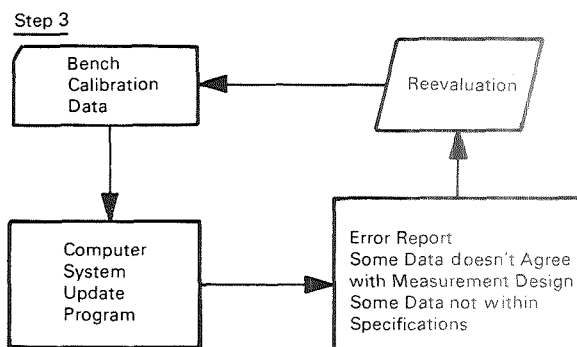 Step 3
Bench
Calibration
Data
Reevaluation
Computer
System
Update
Program
Error Report
Some Data doesn't Agree
with Measurement Design
Some Data not within
Specifications